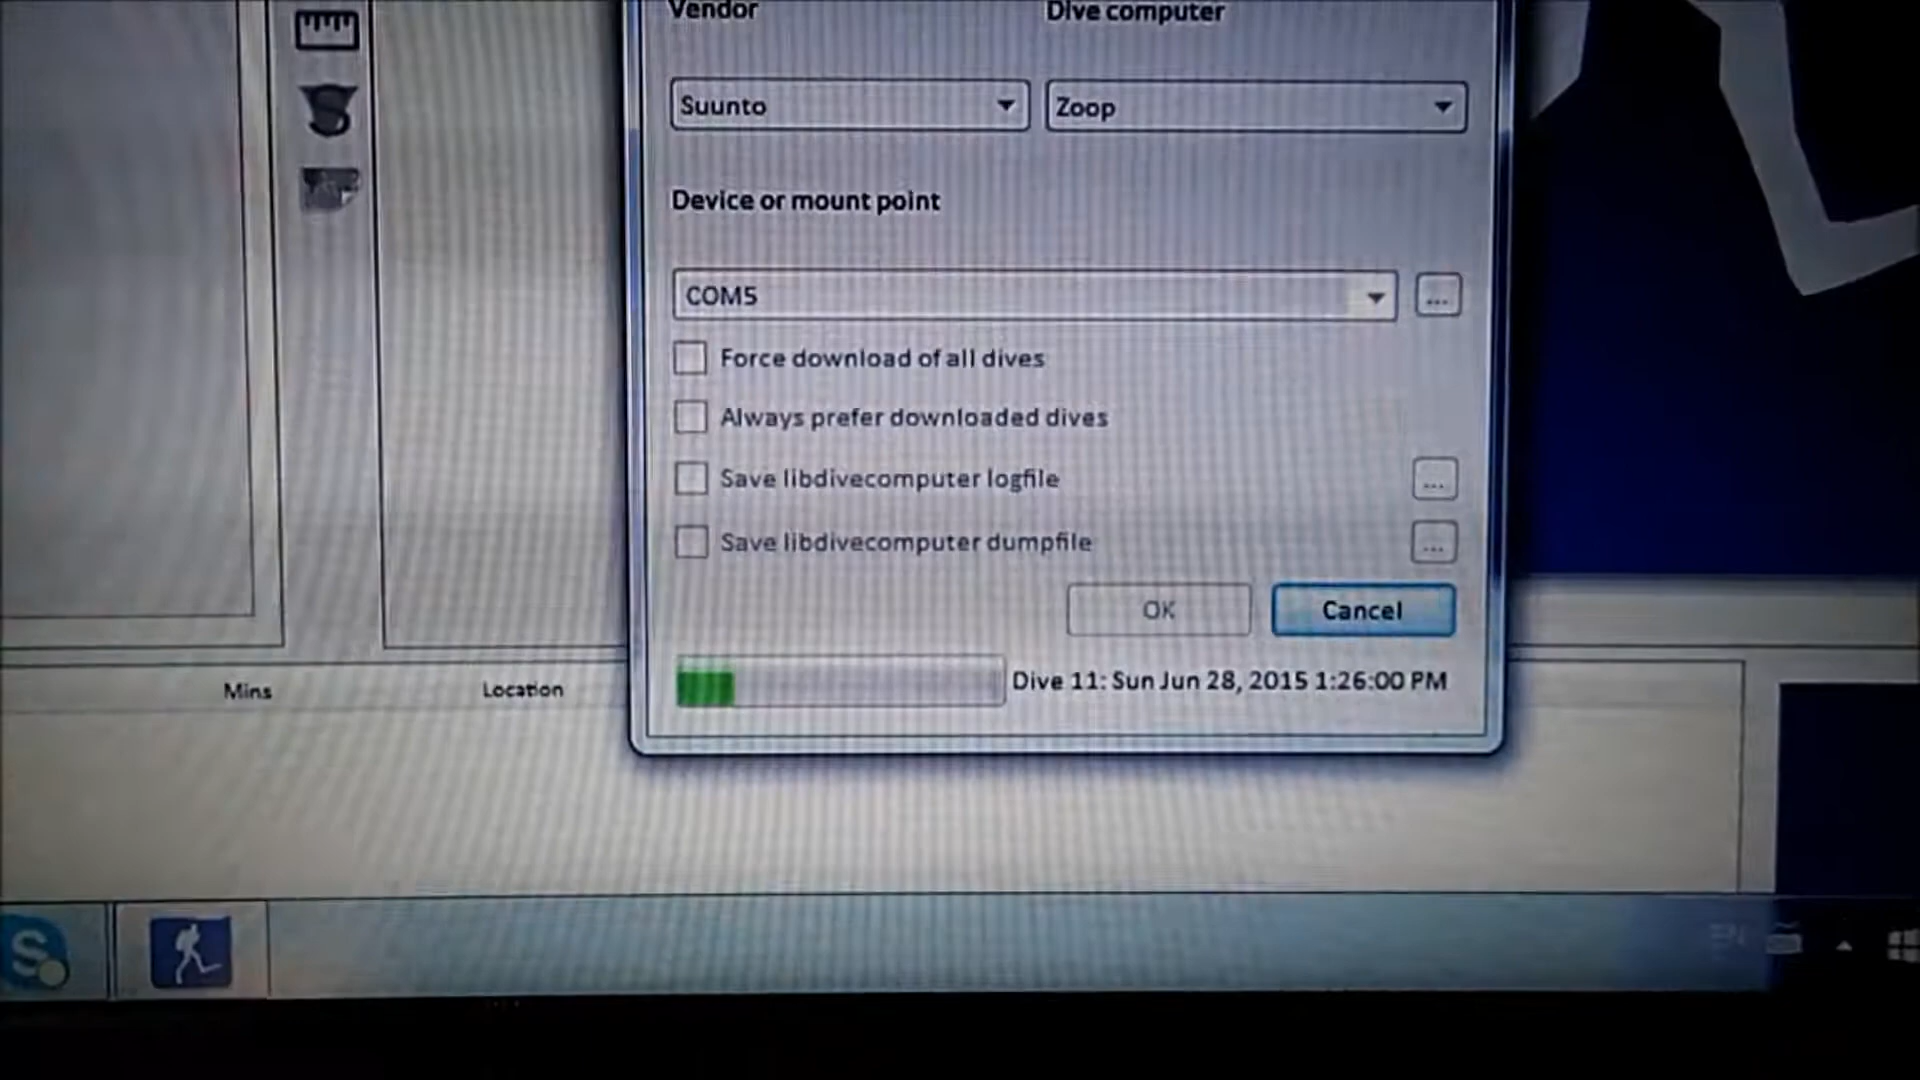 Vendor
Dive computer
Suunto
Zoop
Device or mount point
COM5
...
Force download of all dives
Always prefer downloaded dives
Save libdivecomputer logfile
...
Save libdivecomputer dumpfile
...
OK
Cancel
Dive 11: Sun Jun 28, 2015 1:26:00 PM
Mins
Location
S
EN